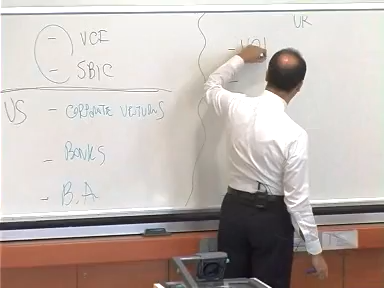 - VCF
- SBIC
US - CORPORATE VENTURES
- BANKS
- B.A
UK